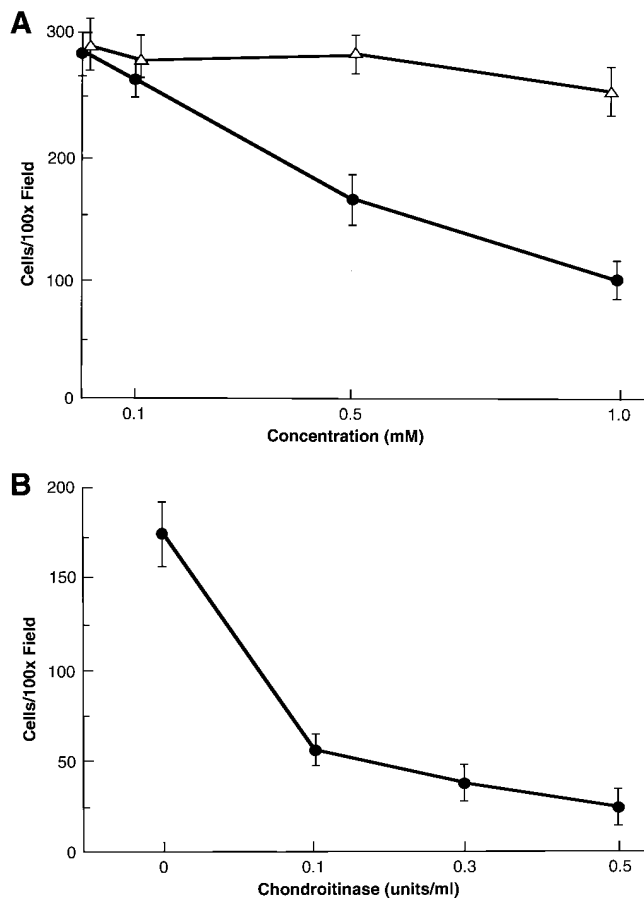 A
300
200
100
0
Cells/100x Field
0.1
0.5
1.0
Concentration (mM)
B
200
150
100
50
0
Cells/100x Field
0
0.1
0.3
0.5
Chondroitinase (units/ml)